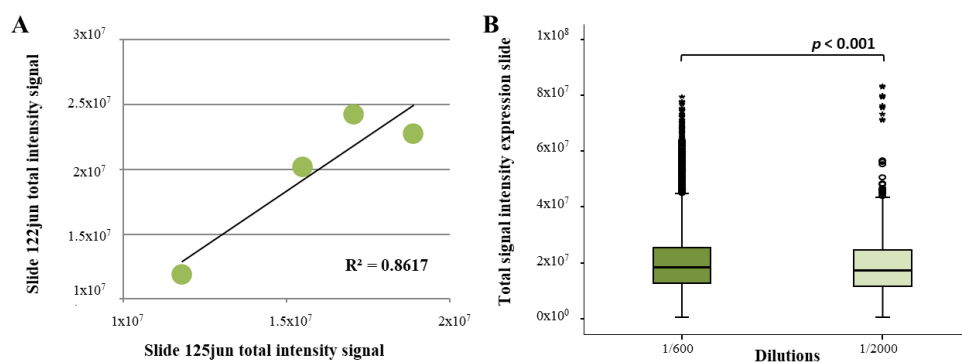 A
Slide 122jun total intensity signal
3x10⁷
2.5x10⁷
2x10⁷
1.5x10⁷
1x10⁷
R² = 0.8617
1x10⁷
1.5x10⁷
2x10⁷
Slide 125jun total intensity signal
B
Total signal intensity expression slide
1x10⁸
8x10⁷
6x10⁷
4x10⁷
2x10⁷
0x10⁰
p < 0.001
1/600
1/2000
Dilutions